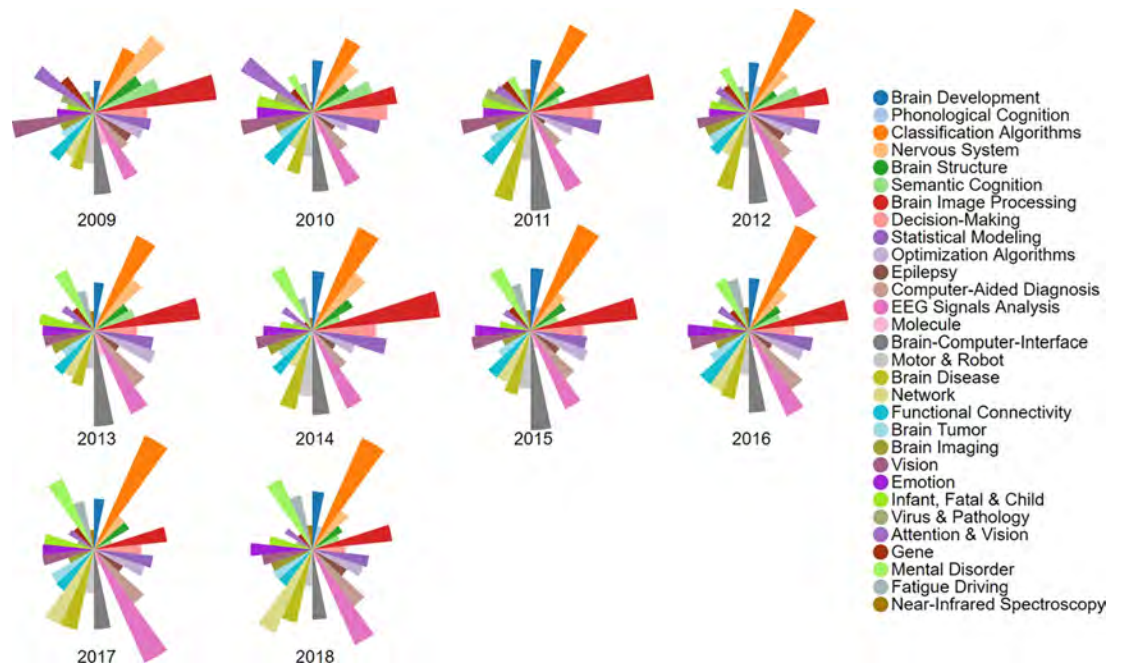 2009
2010
2011
2012
2013
2014
2015
2016
2017
2018
Brain Development
Phonological Cognition
Classification Algorithms
Nervous System
Brain Structure
Semantic Cognition
Brain Image Processing
Decision-Making
Statistical Modeling
Optimization Algorithms
Epilepsy
Computer-Aided Diagnosis
EEG Signals Analysis
Molecule
Brain-Computer-Interface
Motor & Robot
Brain Disease
Network
Functional Connectivity
Brain Tumor
Brain Imaging
Vision
Emotion
Infant, Fatal & Child
Virus & Pathology
Attention & Vision
Gene
Mental Disorder
Fatigue Driving
Near-Infrared Spectroscopy